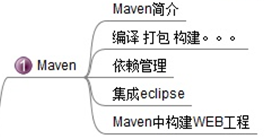 Maven简介
编译 打包 构建。。。
1 Maven
依赖管理
集成eclipse
Maven中构建WEB工程